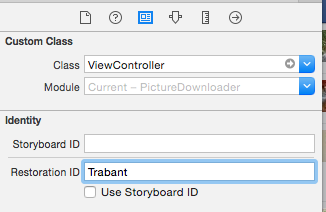 Custom Class
Class ViewController
Module Current – PictureDownloader
Identity
Storyboard ID
Restoration ID Trabant
Use Storyboard ID